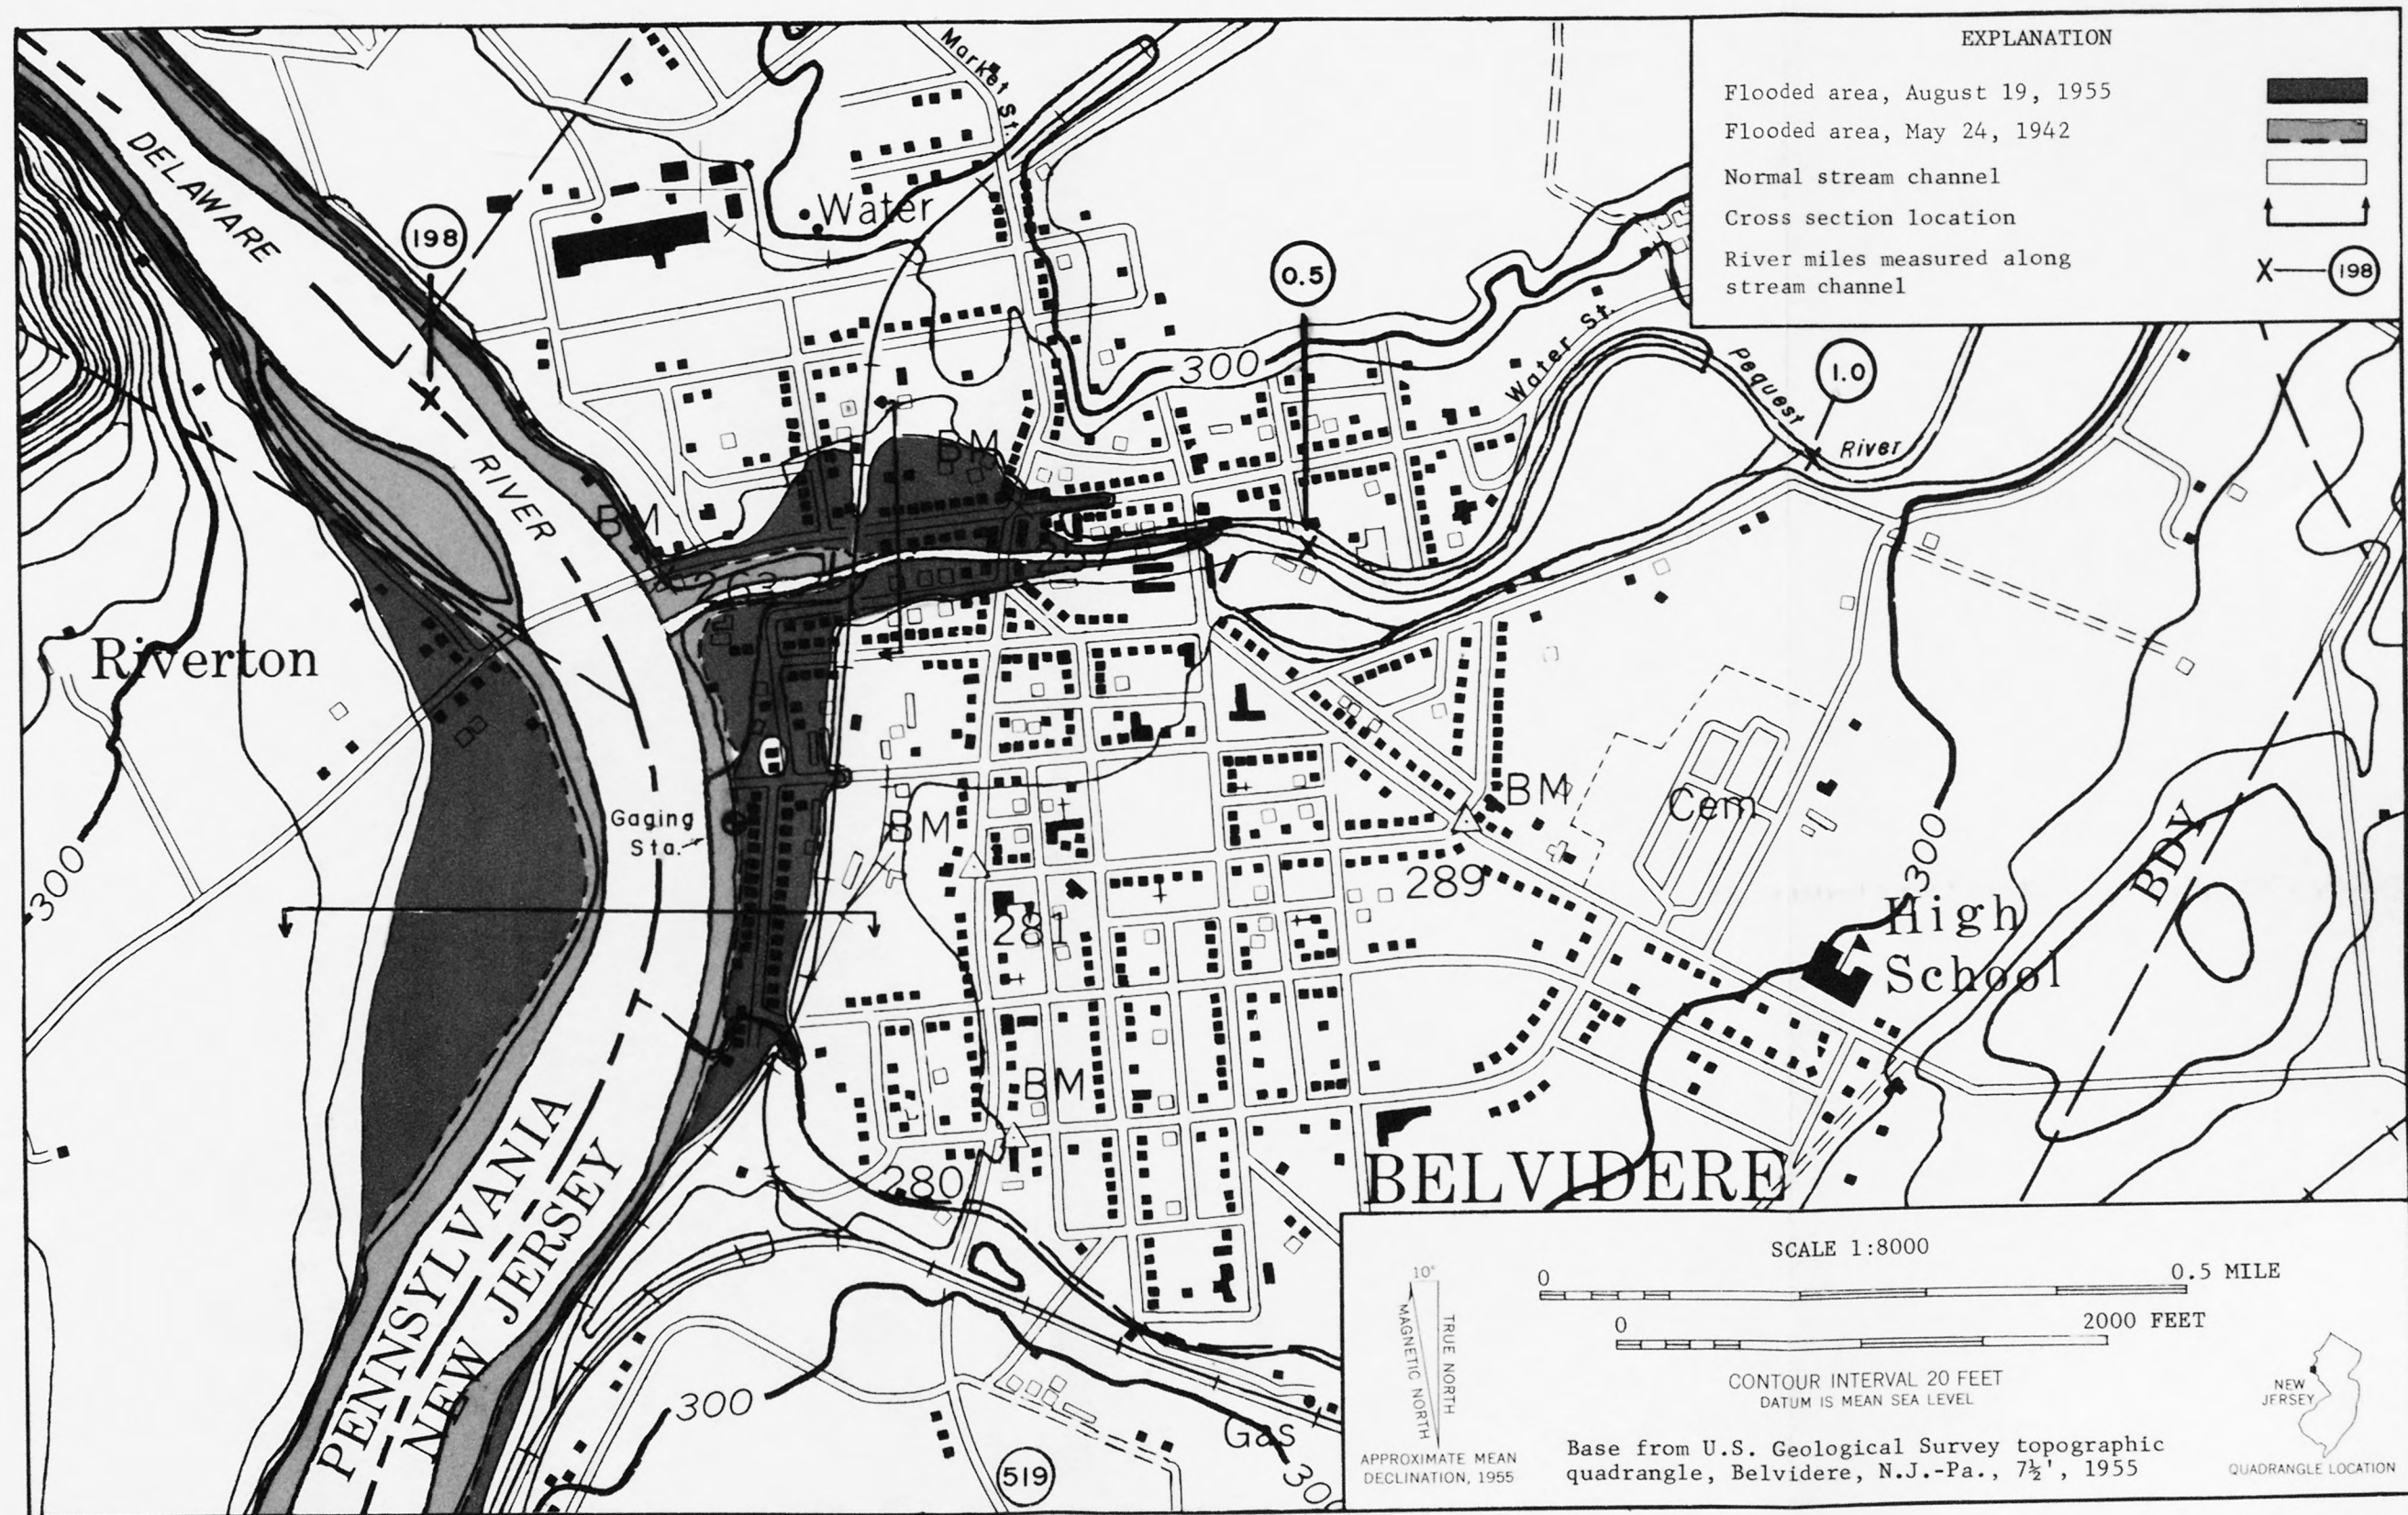 EXPLANATION
Flooded area, August 19, 1955
Flooded area, May 24, 1942
Normal stream channel
Cross section location
River miles measured along
stream channel
198
Market St.
DELAWARE
RIVER
198
Water
0.5
300
Water St.
Pequest
River
1.0
BM
BM
263
257
Riverton
300
Gaging
Sta.
BM
281
BM
289
Cem
300
BDY
High
School
BM
280
BELVIDERE
PENNSYLVANIA
NEW JERSEY
300
519
Gas
300
SCALE 1:8000
0
0.5 MILE
0
2000 FEET
CONTOUR INTERVAL 20 FEET
DATUM IS MEAN SEA LEVEL
10°
MAGNETIC NORTH
TRUE NORTH
APPROXIMATE MEAN
DECLINATION, 1955
Base from U.S. Geological Survey topographic
quadrangle, Belvidere, N.J.-Pa., 7½', 1955
NEW
JERSEY
QUADRANGLE LOCATION